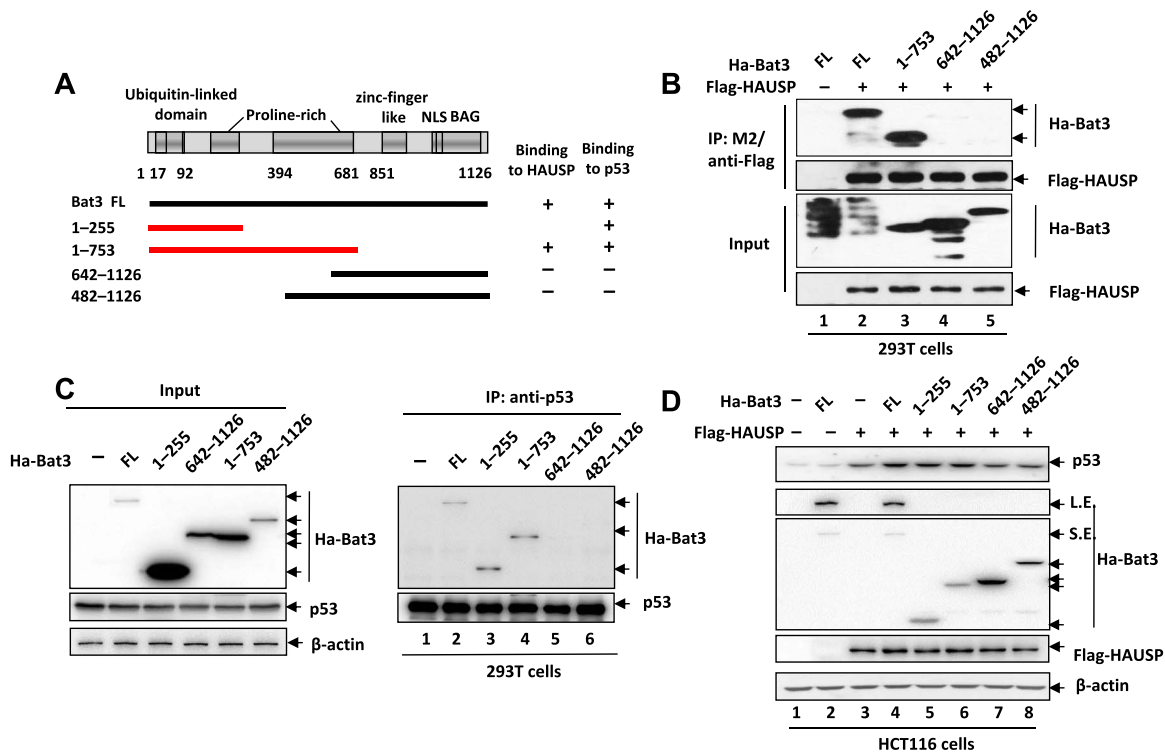 A
Ubiquitin-linked
domain
Proline-rich
zinc-finger
like
NLS BAG
Binding
to HAUSP
Binding
to p53
1 17 92 394 681 851 1126
Bat3 FL + +
1–255 +
1–753 + +
642–1126 – –
482–1126 – –
B
Ha-Bat3 FL FL 1–753 642–1126 482–1126
Flag-HAUSP – + + + +
IP: M2/
anti-Flag
Ha-Bat3
Flag-HAUSP
Input
Ha-Bat3
Flag-HAUSP
1 2 3 4 5
293T cells
C
Input
Ha-Bat3 – FL 1–255 642–1126 1–753 482–1126
Ha-Bat3
p53
β-actin
IP: anti-p53
– FL 1–255 1–753 642–1126 482–1126
Ha-Bat3
p53
1 2 3 4 5 6
293T cells
D
Ha-Bat3 – FL – FL 1–255 1–753 642–1126 482–1126
Flag-HAUSP – – + + + + + +
p53
L.E.
S.E.
Ha-Bat3
Flag-HAUSP
β-actin
1 2 3 4 5 6 7 8
HCT116 cells